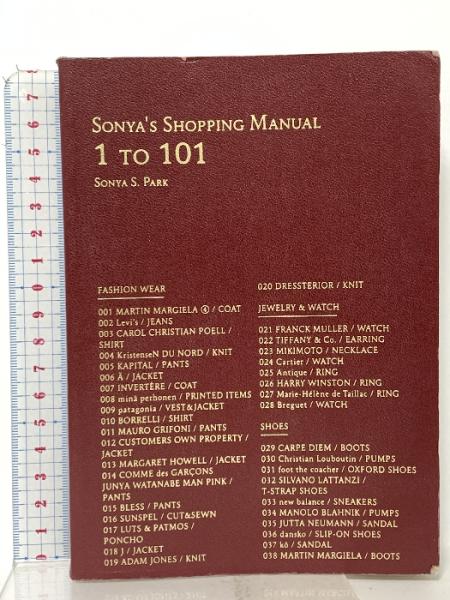 SONYA'S SHOPPING MANUAL
1 TO 101
SONYA S. PARK
FASHION WEAR
001 MARTIN MARGIELA ④ / COAT
002 Levi's / JEANS
003 CAROL CHRISTIAN POELL /
SHIRT
004 KristenseN DU NORD / KNIT
005 KAPITAL / PANTS
006 Ä / JACKET
007 INVERTÈRE / COAT
008 minä perhonen / PRINTED ITEMS
009 patagonia / VEST & JACKET
010 BORRELLI / SHIRT
011 MAURO GRIFONI / PANTS
012 CUSTOMERS OWN PROPERTY /
JACKET
013 MARGARET HOWELL / JACKET
014 COMME des GARÇONS
JUNYA WATANABE MAN PINK /
PANTS
015 BLESS / PANTS
016 SUNSPEL / CUT&SEWN
017 LUTS & PATMOS /
PONCHO
018 J / JACKET
019 ADAM JONES / KNIT
020 DRESSTERIOR / KNIT
JEWELRY & WATCH
021 FRANCK MULLER / WATCH
022 TIFFANY & Co. / EARRING
023 MIKIMOTO / NECKLACE
024 Cartier / WATCH
025 Antique / RING
026 HARRY WINSTON / RING
027 Marie-Hélène de Taillac / RING
028 Breguet / WATCH
SHOES
029 CARPE DIEM / BOOTS
030 Christian Louboutin / PUMPS
031 foot the coacher / OXFORD SHOES
032 SILVANO LATTANZI /
T-STRAP SHOES
033 new balance / SNEAKERS
034 MANOLO BLAHNIK / PUMPS
035 JUTTA NEUMANN / SANDAL
036 dansko / SLIP-ON SHOES
037 kō / SANDAL
038 MARTIN MARGIELA / BOOTS